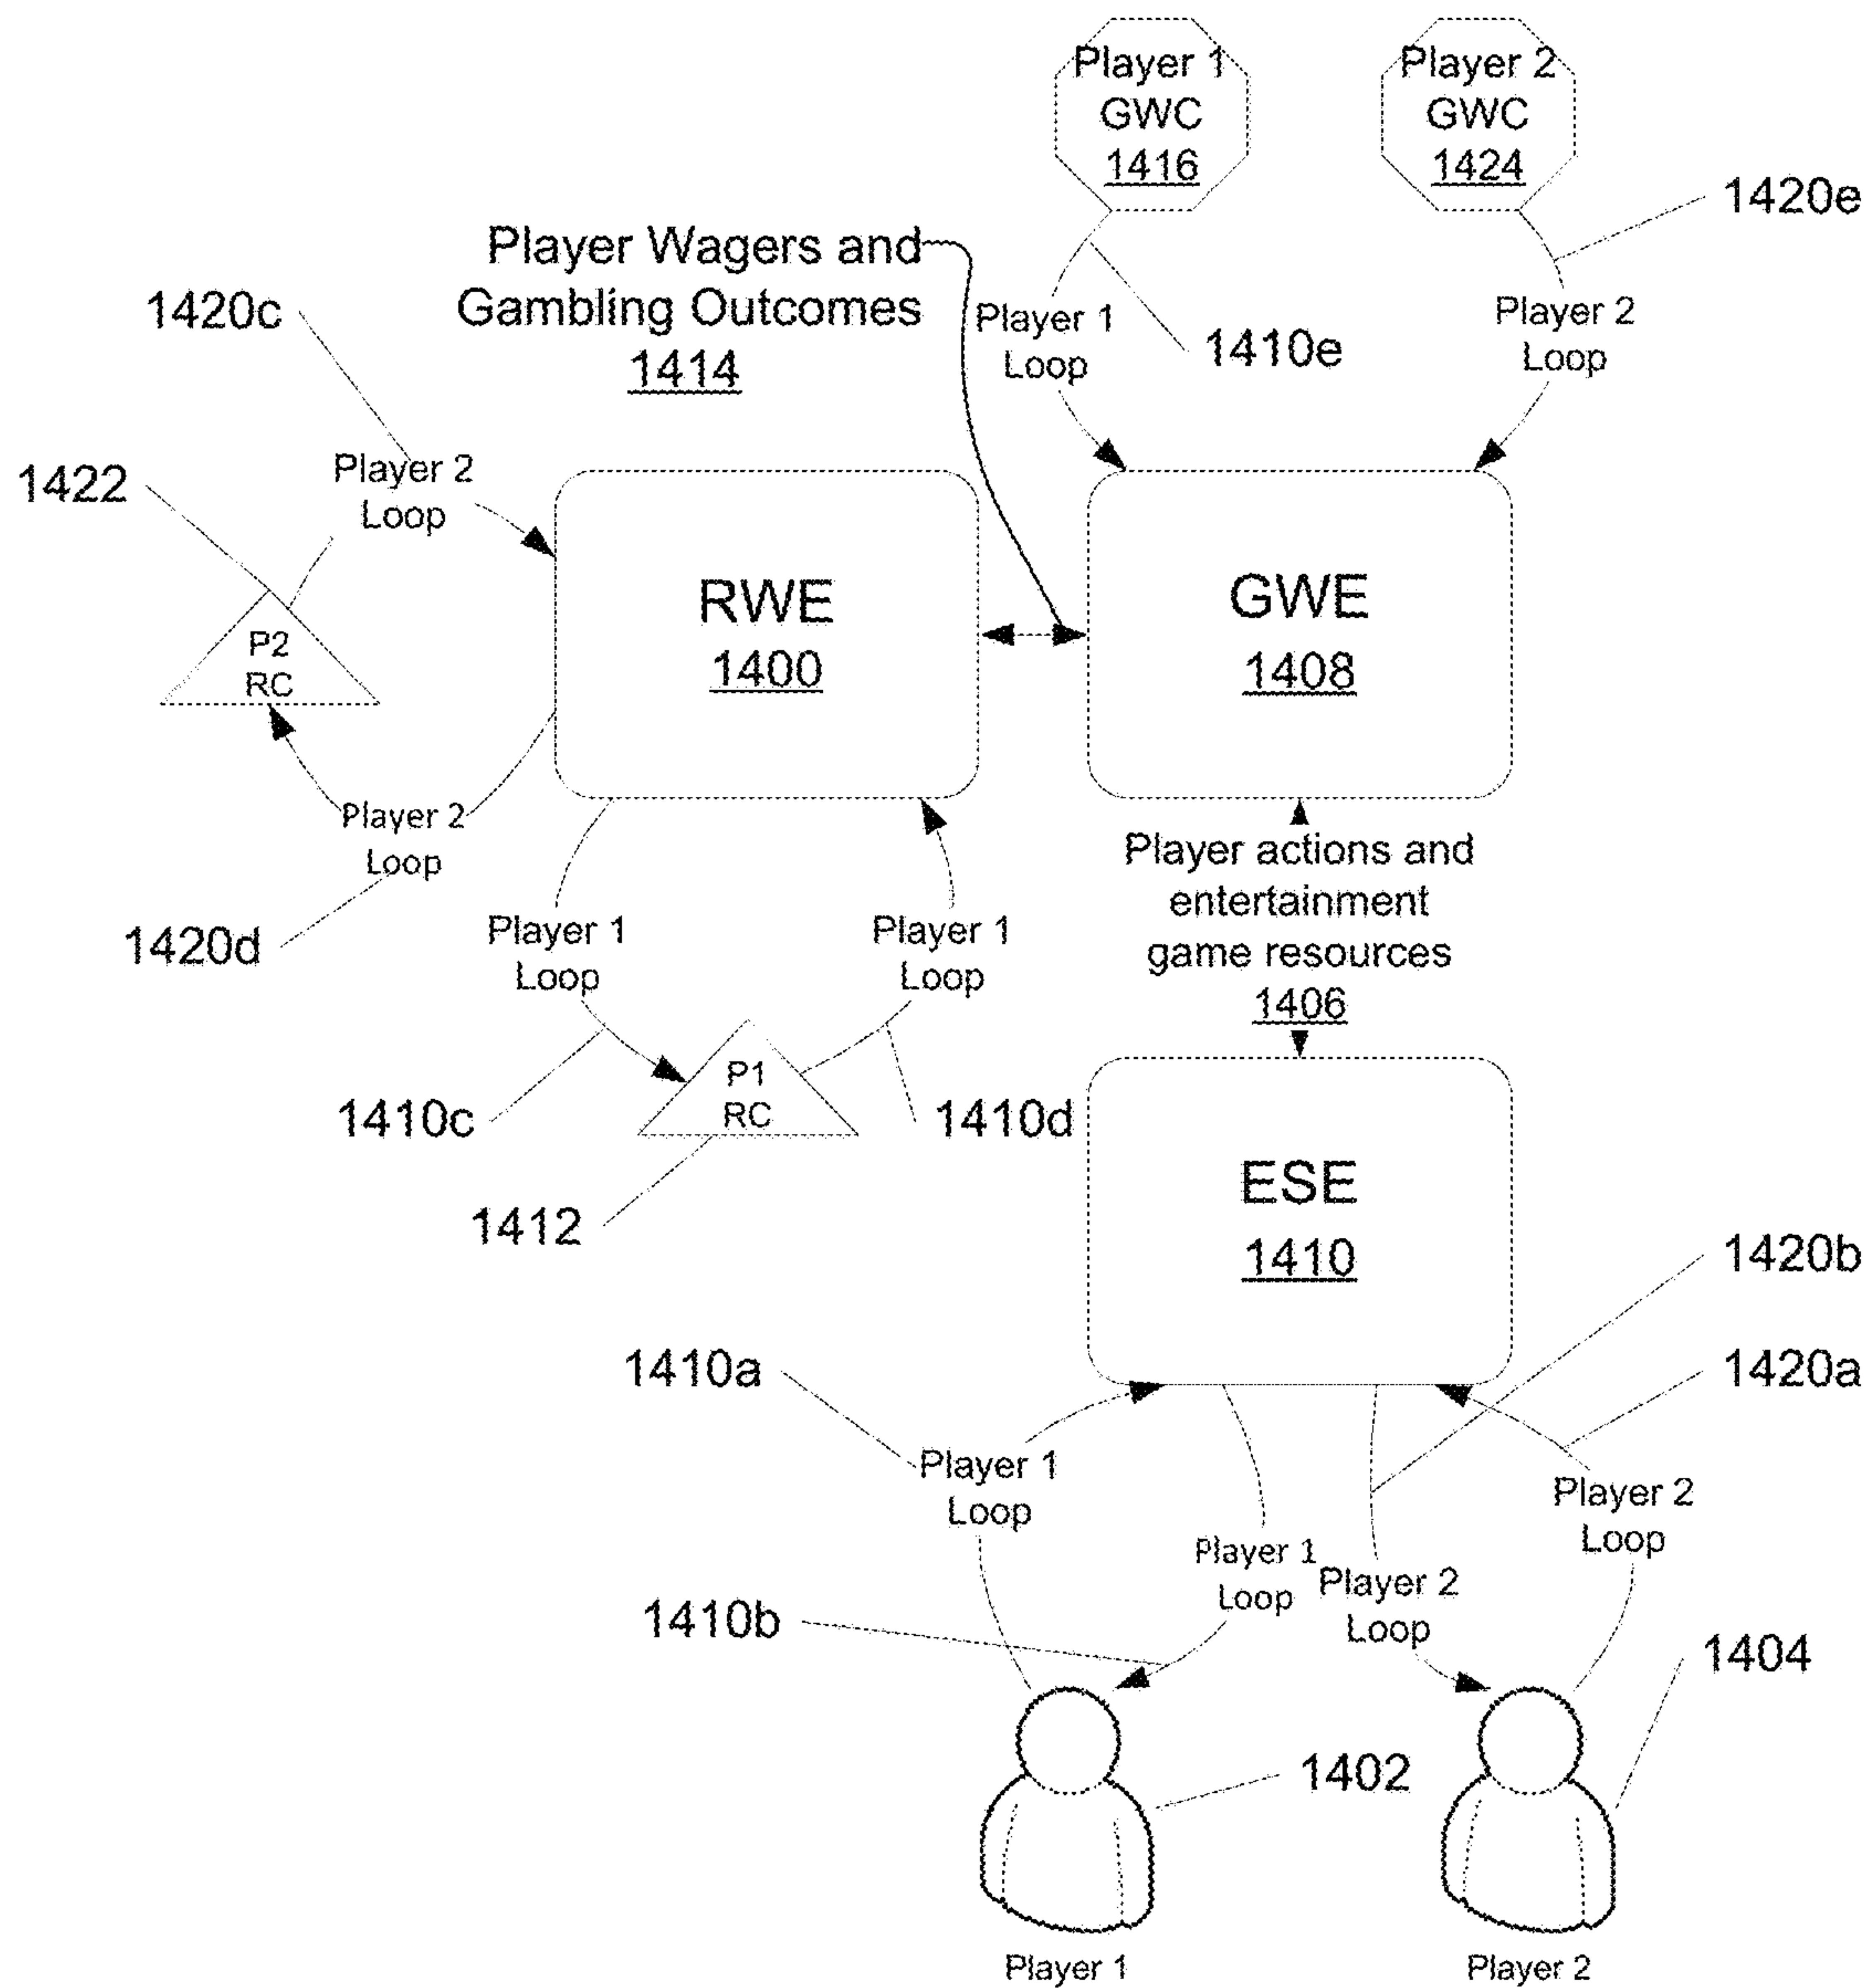 Player 1
GWC
1416
Player 2
GWC
1424
1420e
Player Wagers and
Gambling Outcomes
1414
Player 1
Loop
1410e
Player 2
Loop
1420c
Player 2
Loop
1422
RWE
1400
GWE
1408
P2
RC
Player 2
Loop
1420d
Player 1
Loop
Player 1
Loop
Player actions and
entertainment
game resources
1406
P1
RC
1410c
1410d
1412
ESE
1410
1420b
1420a
1410a
Player 1
Loop
Player 2
Loop
Player 1
Loop
Player 2
Loop
1410b
1404
1402
Player 1
Player 2